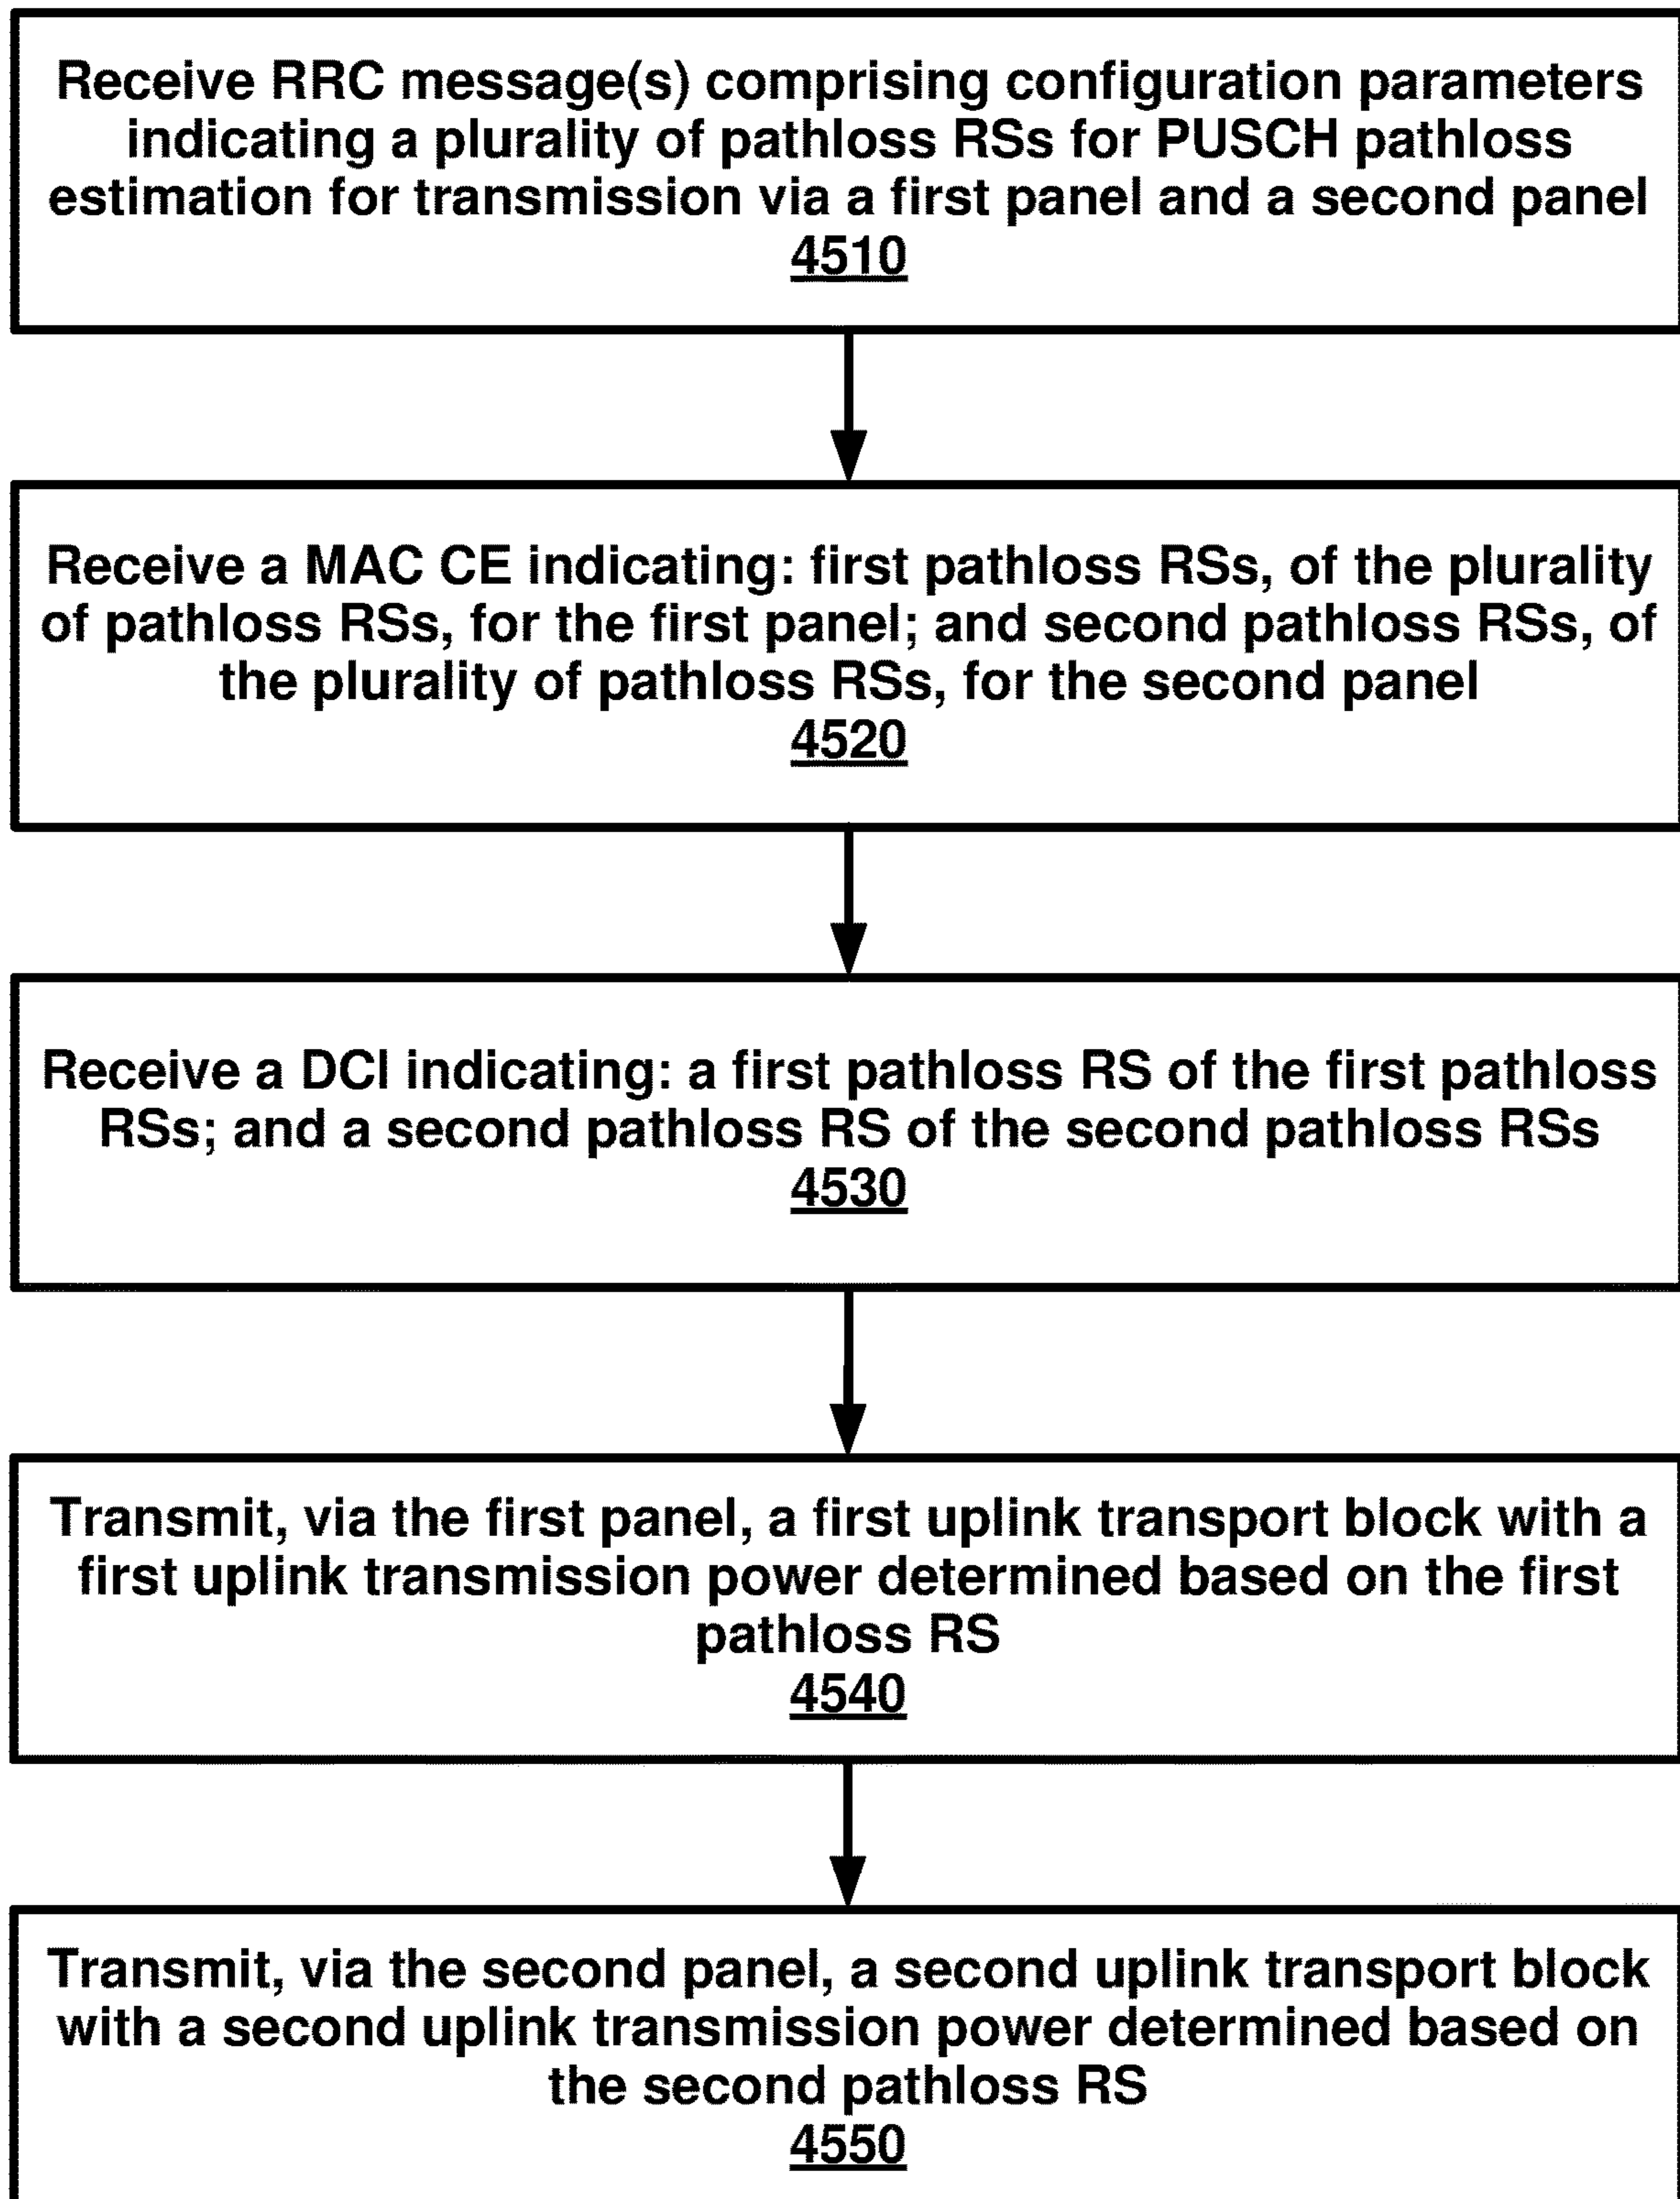 Receive RRC message(s) comprising configuration parameters
indicating a plurality of pathloss RSs for PUSCH pathloss
estimation for transmission via a first panel and a second panel
4510
Receive a MAC CE indicating: first pathloss RSs, of the plurality
of pathloss RSs, for the first panel; and second pathloss RSs, of
the plurality of pathloss RSs, for the second panel
4520
Receive a DCI indicating: a first pathloss RS of the first pathloss
RSs; and a second pathloss RS of the second pathloss RSs
4530
Transmit, via the first panel, a first uplink transport block with a
first uplink transmission power determined based on the first
pathloss RS
4540
Transmit, via the second panel, a second uplink transport block
with a second uplink transmission power determined based on
the second pathloss RS
4550